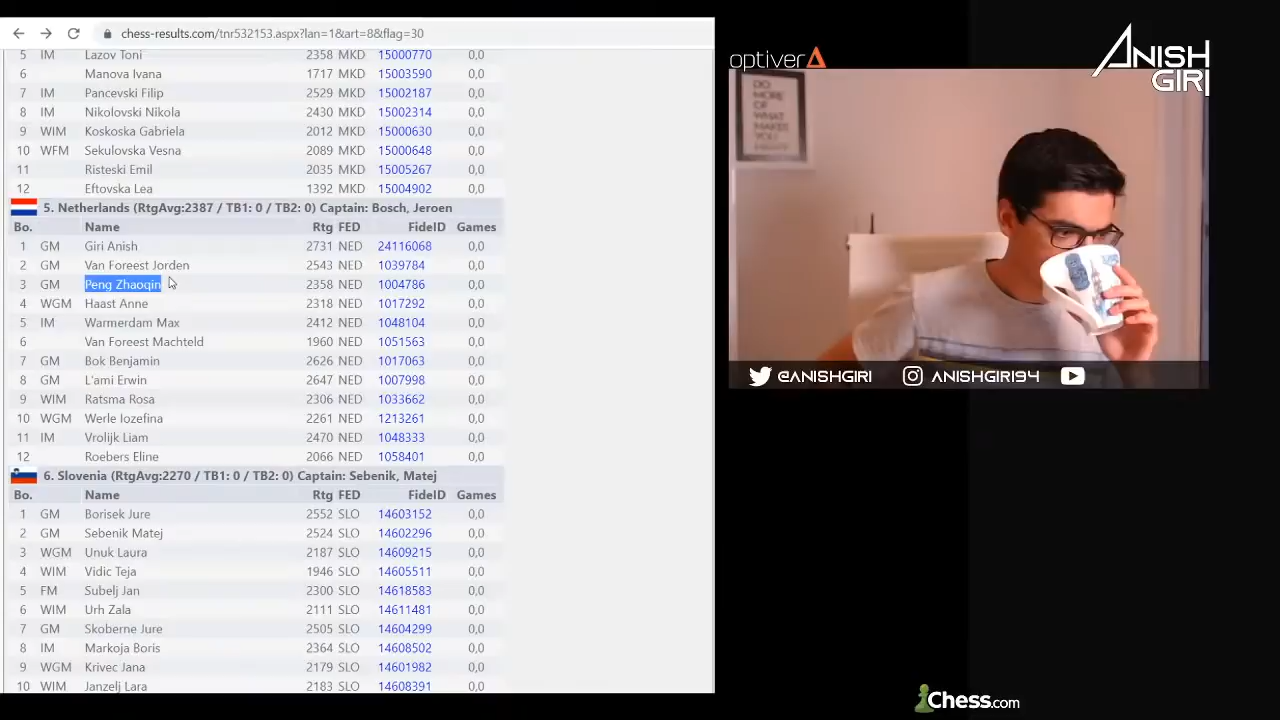 chess-results.com/tnr532153.aspx?lan=1&art=8&flag=30
5 IM Lazov Toni 2358 MKD 15000770 0,0
6 Manova Ivana 1717 MKD 15003590 0,0
7 IM Pancevski Filip 2529 MKD 15002187 0,0
8 IM Nikolovski Nikola 2430 MKD 15002314 0,0
9 WIM Koskoska Gabriela 2012 MKD 15000630 0,0
10 WFM Sekulovska Vesna 2089 MKD 15000648 0,0
11 Risteski Emil 2035 MKD 15005267 0,0
12 Eftovska Lea 1392 MKD 15004902 0,0
5. Netherlands (RtgAvg:2387 / TB1: 0 / TB2: 0) Captain: Bosch, Jeroen
Bo. Name Rtg FED FideID Games
1 GM Giri Anish 2731 NED 24116068 0,0
2 GM Van Foreest Jorden 2543 NED 1039784 0,0
3 GM Peng Zhaoqin 2358 NED 1004786 0,0
4 WGM Haast Anne 2318 NED 1017292 0,0
5 IM Warmerdam Max 2412 NED 1048104 0,0
6 Van Foreest Machteld 1960 NED 1051563 0,0
7 GM Bok Benjamin 2626 NED 1017063 0,0
8 GM L'ami Erwin 2647 NED 1007998 0,0
9 WIM Ratsma Rosa 2306 NED 1033662 0,0
10 WGM Werle Iozefina 2261 NED 1213261 0,0
11 IM Vrolijk Liam 2470 NED 1048333 0,0
12 Roebers Eline 2066 NED 1058401 0,0
6. Slovenia (RtgAvg:2270 / TB1: 0 / TB2: 0) Captain: Sebenik, Matej
Bo. Name Rtg FED FideID Games
1 GM Borisek Jure 2552 SLO 14603152 0,0
2 GM Sebenik Matej 2524 SLO 14602296 0,0
3 WGM Unuk Laura 2187 SLO 14609215 0,0
4 WIM Vidic Teja 1946 SLO 14605511 0,0
5 FM Subelj Jan 2300 SLO 14618583 0,0
6 WIM Urh Zala 2111 SLO 14611481 0,0
7 GM Skoberne Jure 2505 SLO 14604299 0,0
8 IM Markoja Boris 2364 SLO 14608502 0,0
9 WGM Krivec Jana 2179 SLO 14601982 0,0
10 WIM Janzelj Lara 2183 SLO 14608391 0,0
optiver
ANISH
GIRI
DO
MORE
OF
WHAT
MAKES
YOU
@ANISHGIRI ANISHGIRI94
Chess.com